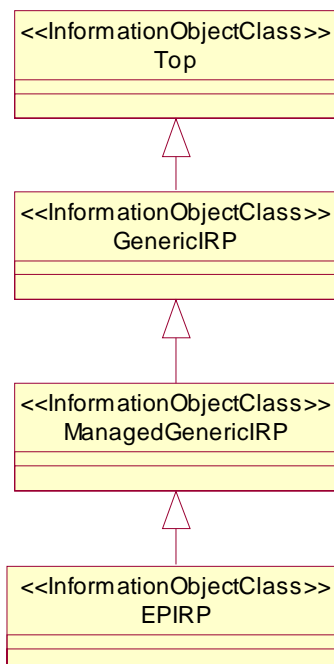 <<InformationObjectClass>>
Top
<<InformationObjectClass>>
GenericIRP
<<InformationObjectClass>>
ManagedGenericIRP
<<InformationObjectClass>>
EPIRP